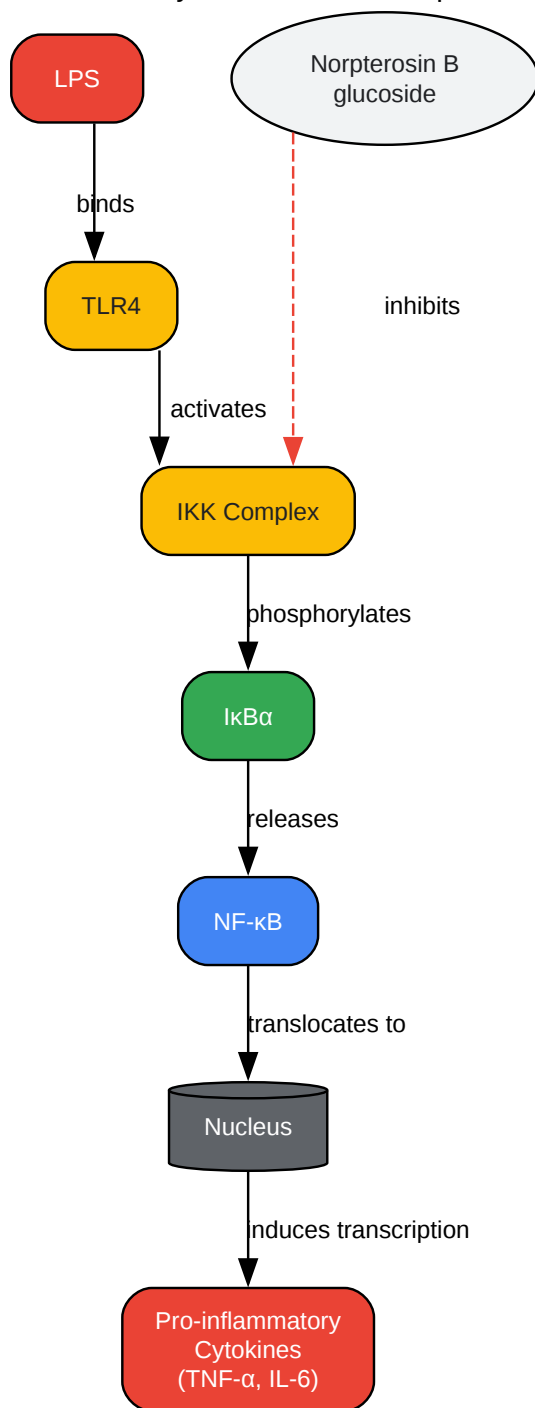 LPS
Norpterosin B
glucoside
binds
TLR4
inhibits
activates
IKK Complex
phosphorylates
IκBα
releases
NF-κB
translocates to
Nucleus
induces transcription
Pro-inflammatory
Cytokines
(TNF-α, IL-6)